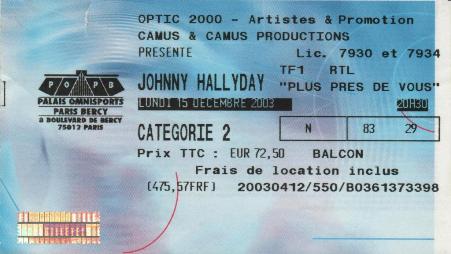 OPTIC 2000 - Artistes & Promotion
CAMUS & CAMUS PRODUCTIONS
PRESENTE
Lic. 7930 et 7934
TF1 RTL
JOHNNY HALLYDAY
"PLUS PRES DE VOUS"
LUNDI 15 DECEMBRE 2003
20H30
POPB
PALAIS OMNISPORTS
PARIS BERCY
8 BOULEVARD DE BERCY
75012 PARIS
CATEGORIE 2
N 83 29
Prix TTC : EUR 72,50 BALCON
Frais de location inclus
(475,57FRF) 20030412/550/B0361373398